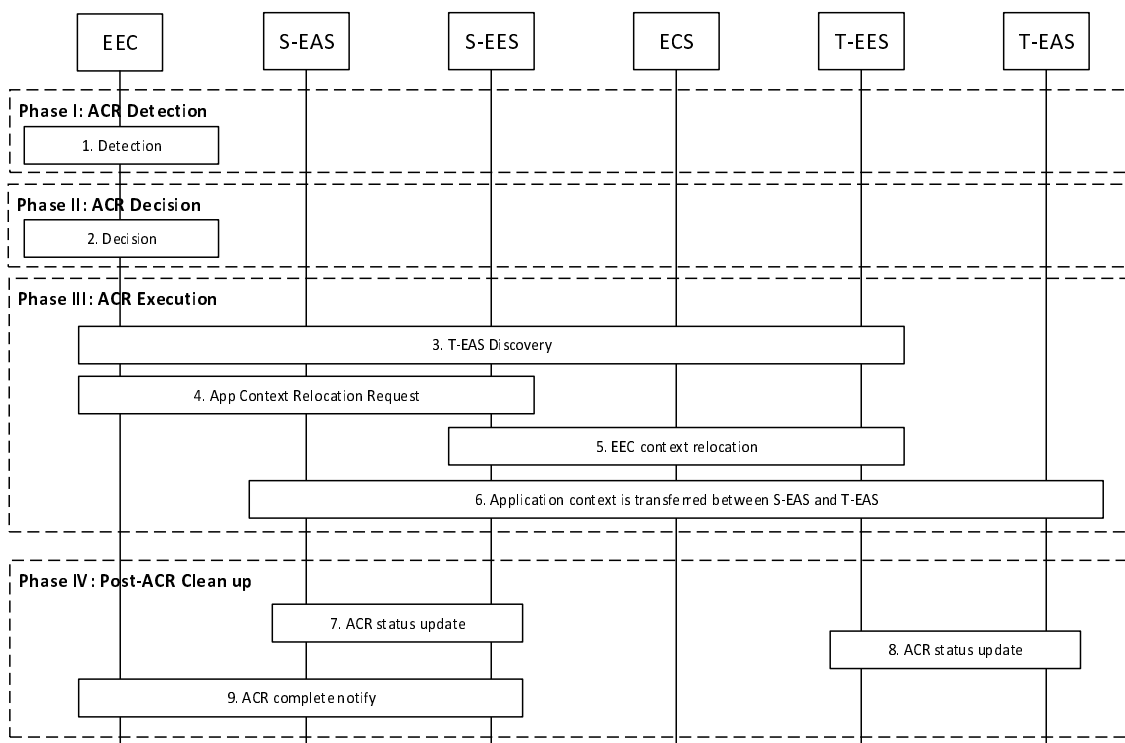 EEC
S-EAS
S-EES
ECS
T-EES
T-EAS
Phase I: ACR Detection
1. Detection
Phase II: ACR Decision
2. Decision
Phase III: ACR Execution
3. T-EAS Discovery
4. App Context Relocation Request
5. EEC context relocation
6. Application context is transferred between S-EAS and T-EAS
Phase IV: Post-ACR Clean up
7. ACR status update
8. ACR status update
9. ACR complete notify